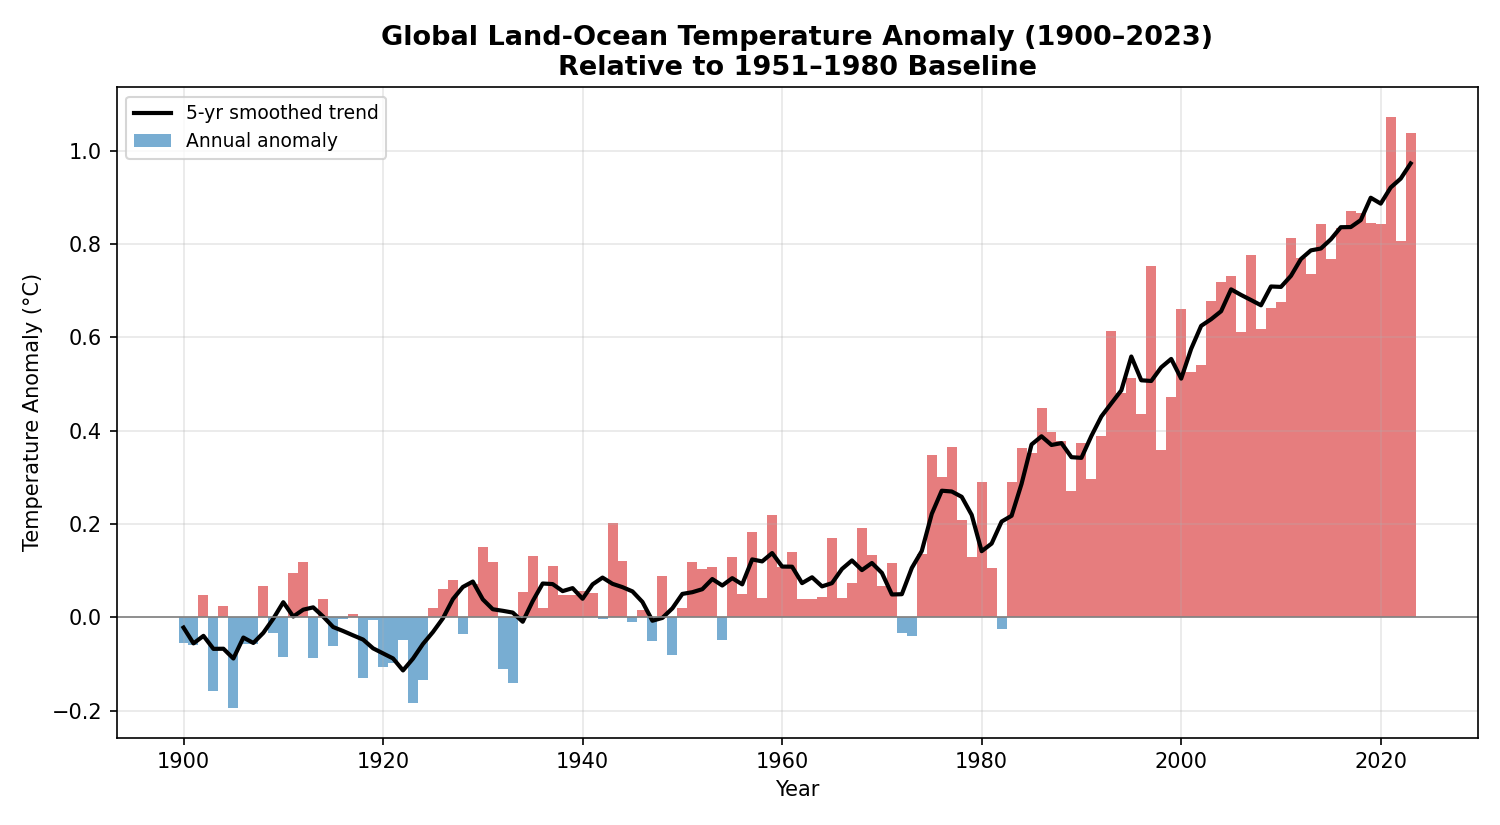 Global Land-Ocean Temperature Anomaly (1900–2023)
Relative to 1951–1980 Baseline
5-yr smoothed trend
Annual anomaly
Temperature Anomaly (°C)
1.0
0.8
0.6
0.4
0.2
0.0
−0.2
1900 1920 1940 1960 1980 2000 2020
Year